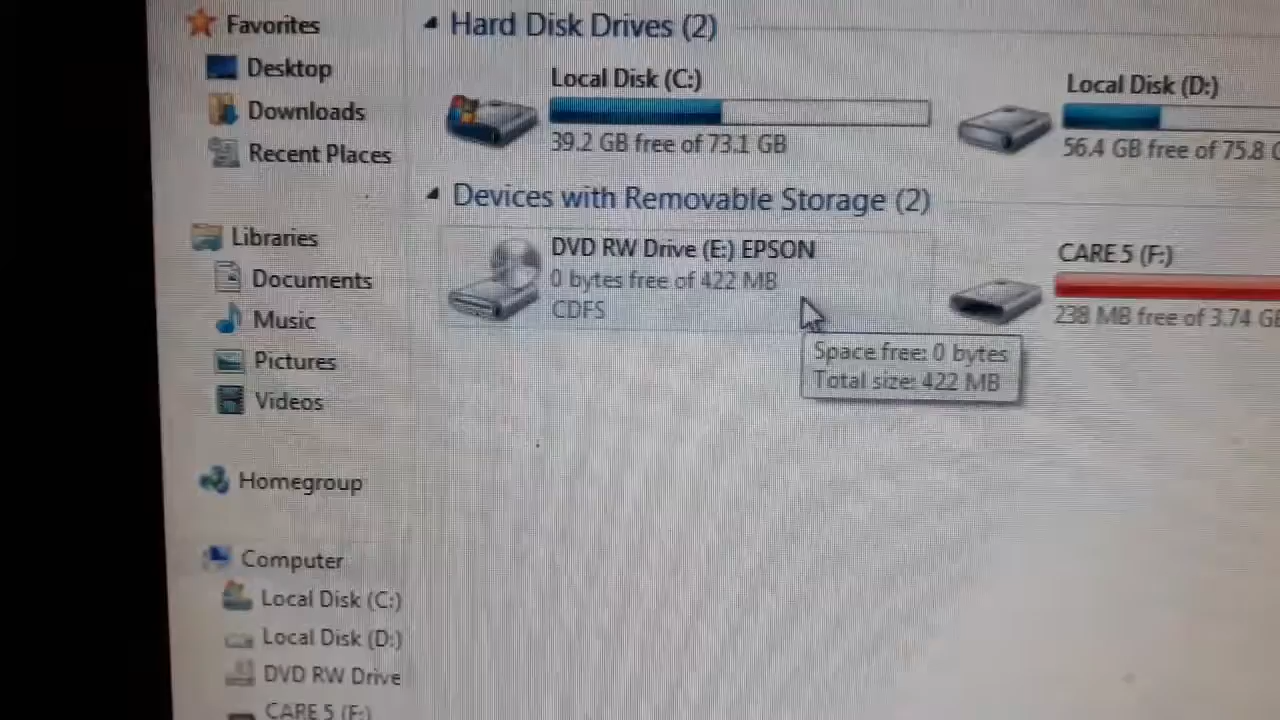 Favorites
Desktop
Downloads
Recent Places
Libraries
Documents
Music
Pictures
Videos
Homegroup
Computer
Local Disk (C:)
Local Disk (D:)
DVD RW Drive
CARE 5 (F:)
Hard Disk Drives (2)
Local Disk (C:)
39.2 GB free of 73.1 GB
Local Disk (D:)
56.4 GB free of 75.8 G
Devices with Removable Storage (2)
DVD RW Drive (E:) EPSON
0 bytes free of 422 MB
CDFS
CARE 5 (F:)
238 MB free of 3.74 GB
Space free: 0 bytes
Total size: 422 MB